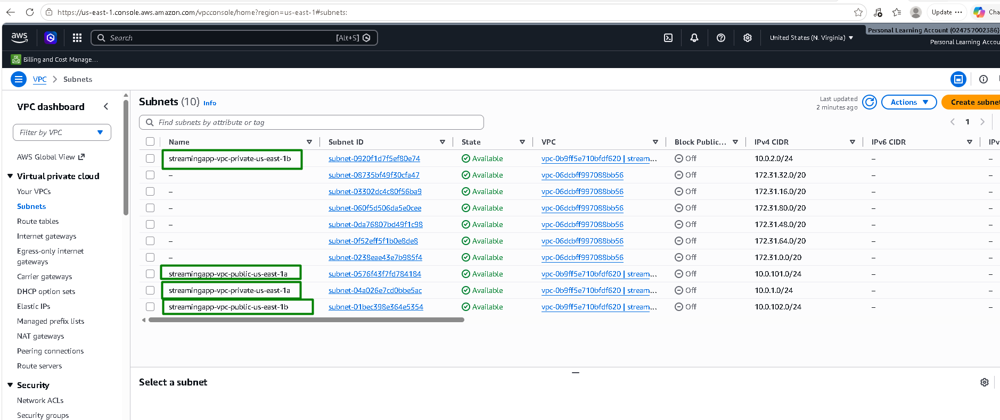 https://us-east-1.console.aws.amazon.com/vpcconsole/home?region=us-east-1#subnets:
Update
Cha
aws
Search
[Alt+S]
United States (N. Virginia)
Personal Learning Account (024757002386)
Personal Learning Accou
Billing and Cost Manage...
VPC
Subnets
VPC dashboard
Filter by VPC
AWS Global View
Virtual private cloud
Your VPCs
Subnets
Route tables
Internet gateways
Egress-only internet
gateways
Carrier gateways
DHCP option sets
Elastic IPs
Managed prefix lists
NAT gateways
Peering connections
Route servers
Security
Network ACLs
Security groups
Subnets (10) Info
Last updated
2 minutes ago
Actions
Create subnet
Find subnets by attribute or tag
1
Name Subnet ID State VPC Block Public... IPv4 CIDR IPv6 CIDR IPv
streamingapp-vpc-private-us-east-1b subnet-0920f1d7f5ef80e74 Available vpc-0b9ff5e710bfdf620 | stream... Off 10.0.2.0/24 – –
– subnet-08735bf49f30cfa47 Available vpc-06dcbff997088bb56 Off 172.31.32.0/20 – –
– subnet-03302dc4c80f56ba9 Available vpc-06dcbff997088bb56 Off 172.31.16.0/20 – –
– subnet-060f5d506da5e0cee Available vpc-06dcbff997088bb56 Off 172.31.80.0/20 – –
– subnet-0da76807bd49f1c98 Available vpc-06dcbff997088bb56 Off 172.31.48.0/20 – –
– subnet-0f52eff5f1b0e8de8 Available vpc-06dcbff997088bb56 Off 172.31.64.0/20 – –
– subnet-0238eae43e7b985f4 Available vpc-06dcbff997088bb56 Off 172.31.0.0/20 – –
streamingapp-vpc-public-us-east-1a subnet-0576f43f7fd784184 Available vpc-0b9ff5e710bfdf620 | stream... Off 10.0.101.0/24 – –
streamingapp-vpc-private-us-east-1a subnet-04a026e7cd0bbe5ac Available vpc-0b9ff5e710bfdf620 | stream... Off 10.0.1.0/24 – –
streamingapp-vpc-public-us-east-1b subnet-01bec398e364e5354 Available vpc-0b9ff5e710bfdf620 | stream... Off 10.0.102.0/24 – –
Select a subnet